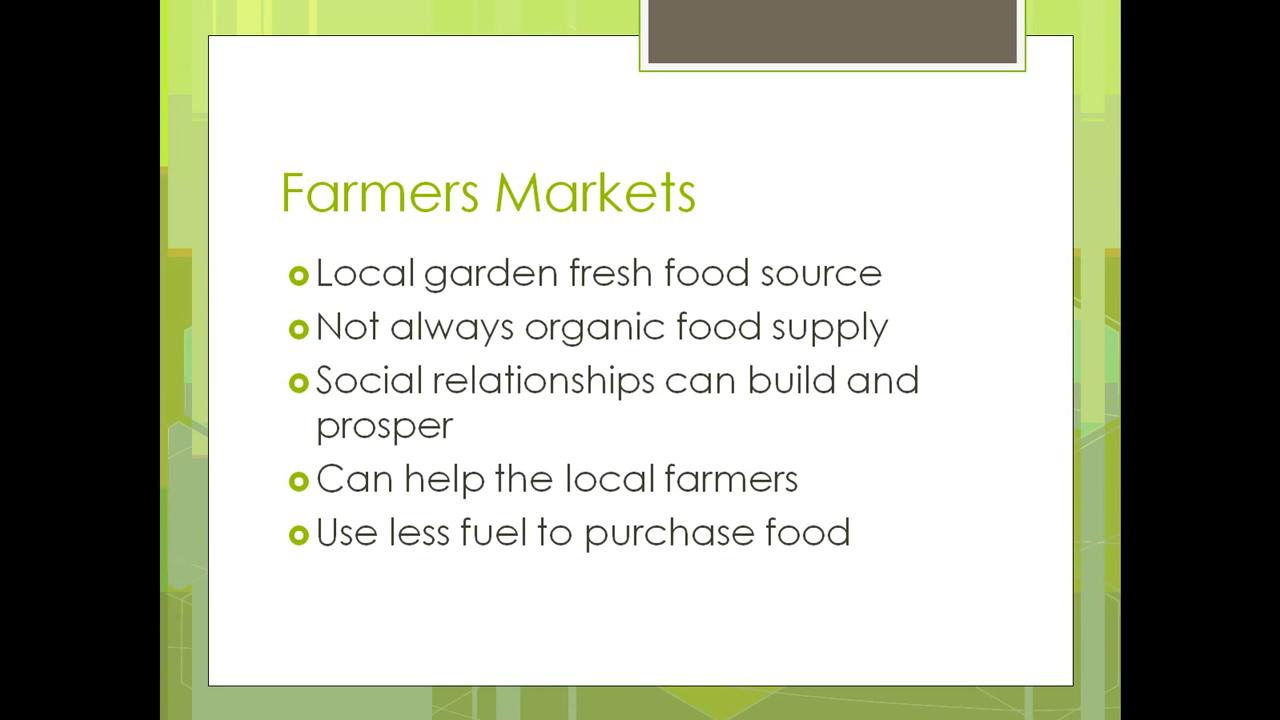 Farmers Markets
Local garden fresh food source
Not always organic food supply
Social relationships can build and
prosper
Can help the local farmers
Use less fuel to purchase food